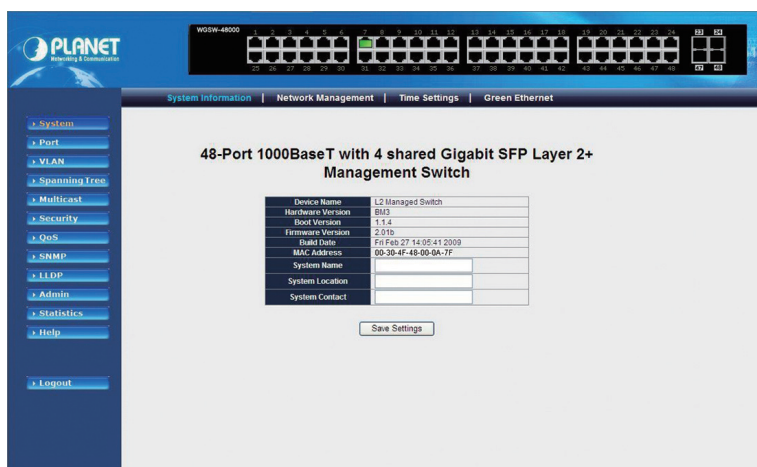 PLANET
Networking & Communication
WGSW-48000
1 2 3 4 5 6 7 8 9 10 11 12 13 14 15 16 17 18 19 20 21 22 23 24 23 24
25 26 27 28 29 30 31 32 33 34 35 36 37 38 39 40 41 42 43 44 45 46 47 48 47 48
System Information | Network Management | Time Settings | Green Ethernet
System
Port
VLAN
Spanning Tree
Multicast
Security
QoS
SNMP
LLDP
Admin
Statistics
Help
Logout
48-Port 1000BaseT with 4 shared Gigabit SFP Layer 2+
Management Switch
Device Name L2 Managed Switch
Hardware Version BM3
Boot Version 1.1.4
Firmware Version 2.01b
Build Date Fri Feb 27 14:05:41 2009
MAC Address 00-30-4F-48-00-0A-7F
System Name
System Location
System Contact
Save Settings